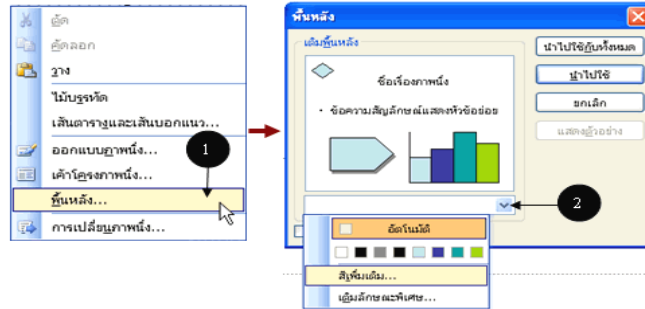 ตัด
คัดลอก
วาง
ไม้บรรทัด
เส้นตารางและเส้นบอกแนว...
ออกแบบภาพนิ่ง...
1
เค้าโครงภาพนิ่ง...
พื้นหลัง...
การเปลี่ยนภาพนิ่ง...
พื้นหลัง
เติมพื้นหลัง
ชื่อเรื่องภาพนิ่ง
• ข้อความสัญลักษณ์แสดงหัวข้อย่อย
นำไปใช้กับทั้งหมด
นำไปใช้
ยกเลิก
แสดงตัวอย่าง
2
อัตโนมัติ
สีเพิ่มเติม...
เติมลักษณะพิเศษ...